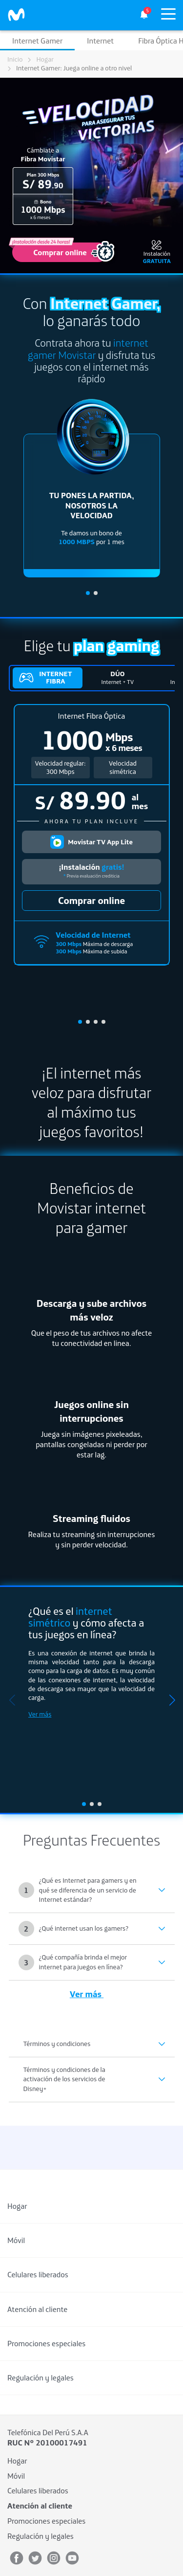 Internet Gamer
Internet
Fibra Óptica H
Inicio > Hogar
> Internet Gamer: Juega online a otro nivel
VELOCIDAD
PARA ASEGURAR TUS
VICTORIAS
Cámbiate a
Fibra Movistar
Plan 300 Mbps
S/ 89.90
Bono
1000 Mbps
x 6 meses
¡Instalación desde 24 horas!
Comprar online
Instalación
GRATUITA
Con Internet Gamer,
lo ganarás todo
Contrata ahora tu internet
gamer Movistar y disfruta tus
juegos con el internet más
rápido
TU PONES LA PARTIDA,
NOSOTROS LA
VELOCIDAD
Te damos un bono de
1000 MBPS por 1 mes
Elige tu plan gaming
INTERNET
FIBRA
DÚO
Internet + TV
In
Internet Fibra Óptica
1000 Mbps
x 6 meses
Velocidad regular:
300 Mbps
Velocidad
simétrica
S/ 89.90 al
mes
AHORA TU PLAN INCLUYE
Movistar TV App Lite
¡Instalación gratis!
* Previa evaluación crediticia
Comprar online
Velocidad de Internet
300 Mbps Máxima de descarga
300 Mbps Máxima de subida
¡El internet más
veloz para disfrutar
al máximo tus
juegos favoritos!
Beneficios de
Movistar internet
para gamer
Descarga y sube archivos
más veloz
Que el peso de tus archivos no afecte
tu conectividad en línea.
Juegos online sin
interrupciones
Juega sin imágenes pixeleadas,
pantallas congeladas ni perder por
estar lag.
Streaming fluidos
Realiza tu streaming sin interrupciones
y sin perder velocidad.
¿Qué es el internet
simétrico y cómo afecta a
tus juegos en línea?
Es una conexión de internet que brinda la
misma velocidad tanto para la descarga
como para la carga de datos. Es muy común
de las conexiones de internet, la velocidad
de descarga sea mayor que la velocidad de
carga.
Ver más
Preguntas Frecuentes
1
¿Qué es Internet para gamers y en
qué se diferencia de un servicio de
Internet estándar?
2
¿Qué internet usan los gamers?
3
¿Qué compañía brinda el mejor
internet para juegos en línea?
Ver más
Términos y condiciones
Términos y condiciones de la
activación de los servicios de
Disney+
Hogar
Móvil
Celulares liberados
Atención al cliente
Promociones especiales
Regulación y legales
Telefónica Del Perú S.A.A
RUC N° 20100017491
Hogar
Móvil
Celulares liberados
Atención al cliente
Promociones especiales
Regulación y legales